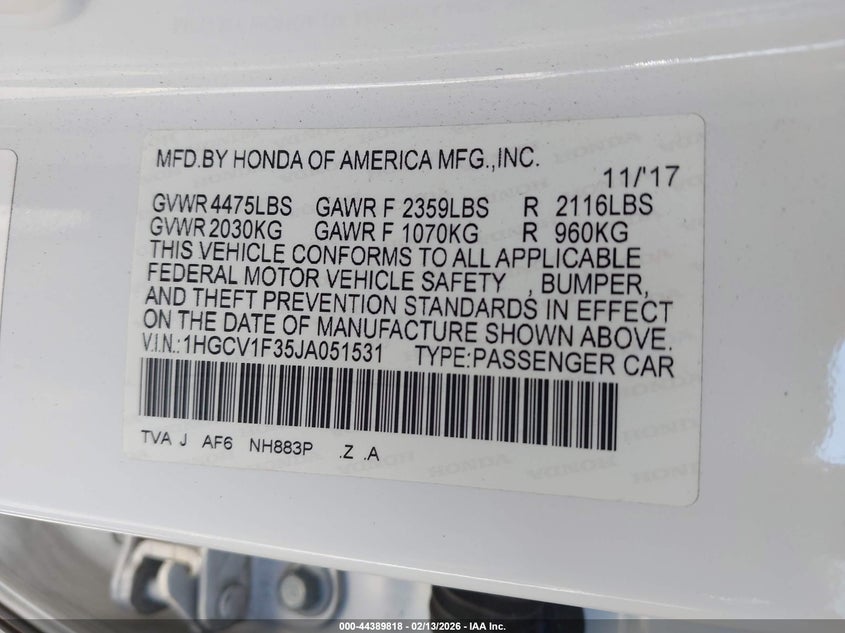 MFD.BY HONDA OF AMERICA MFG.,INC.
11/'17
GVWR 4475LBS GAWR F 2359LBS R 2116LBS
GVWR 2030KG GAWR F 1070KG R 960KG
THIS VEHICLE CONFORMS TO ALL APPLICABLE
FEDERAL MOTOR VEHICLE SAFETY , BUMPER,
AND THEFT PREVENTION STANDARDS IN EFFECT
ON THE DATE OF MANUFACTURE SHOWN ABOVE.
V.I.N.:1HGCV1F35JA051531 TYPE:PASSENGER CAR
TVA J AF6 NH883P .Z .A
000-44389818 - 02/13/2026 - IAA Inc.